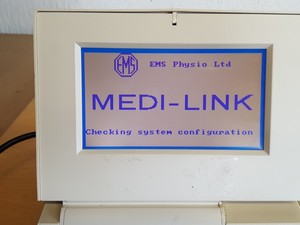 EMS EMS Physio Ltd
MEDI-LINK
Checking system configuration